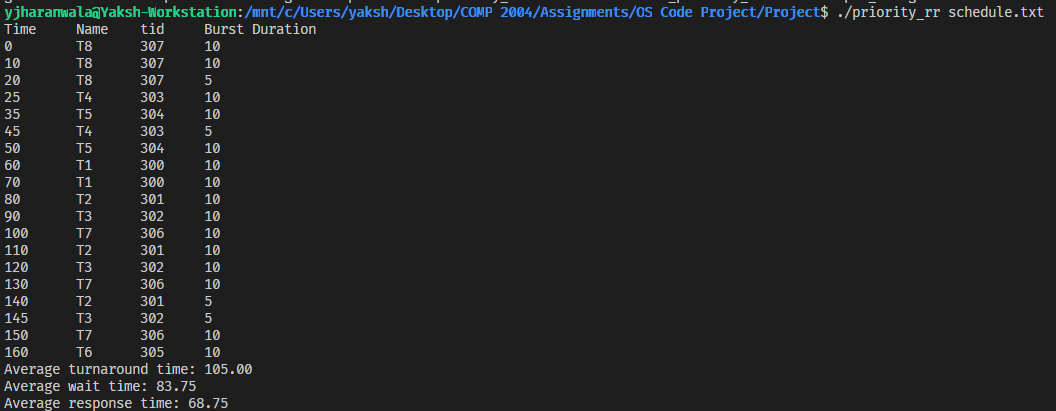 yjharanwala@Yaksh-Workstation:/mnt/c/Users/yaksh/Desktop/COMP 2004/Assignments/OS Code Project/Project$ ./priority_rr schedule.txt
Time Name tid Burst Duration
0 T8 307 10
10 T8 307 10
20 T8 307 5
25 T4 303 10
35 T5 304 10
45 T4 303 5
50 T5 304 10
60 T1 300 10
70 T1 300 10
80 T2 301 10
90 T3 302 10
100 T7 306 10
110 T2 301 10
120 T3 302 10
130 T7 306 10
140 T2 301 5
145 T3 302 5
150 T7 306 10
160 T6 305 10
Average turnaround time: 105.00
Average wait time: 83.75
Average response time: 68.75